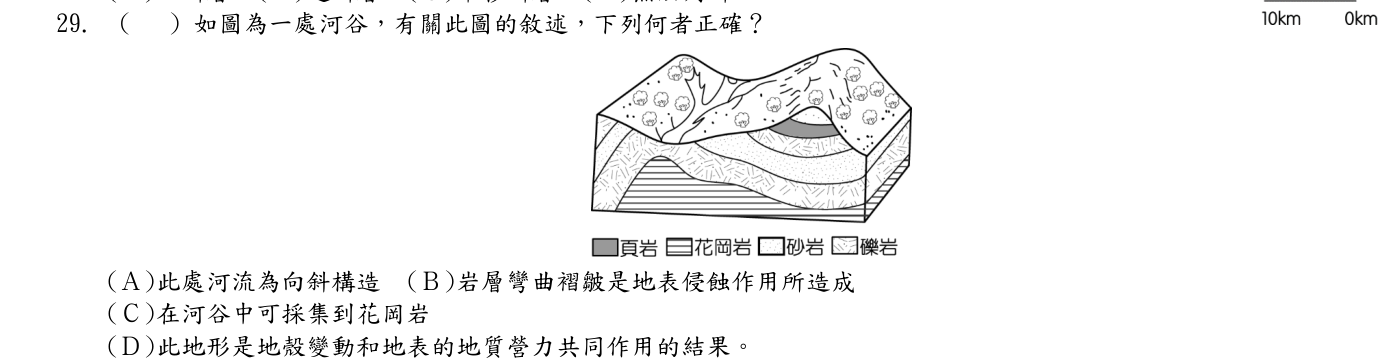 10km 0km
29. （ ）如圖為一處河谷，有關此圖的敘述，下列何者正確？
頁岩 花岡岩 砂岩 礫岩
（A）此處河流為向斜構造 （B）岩層彎曲褶皺是地表侵蝕作用所造成
（C）在河谷中可採集到花岡岩
（D）此地形是地殼變動和地表的地質營力共同作用的結果。